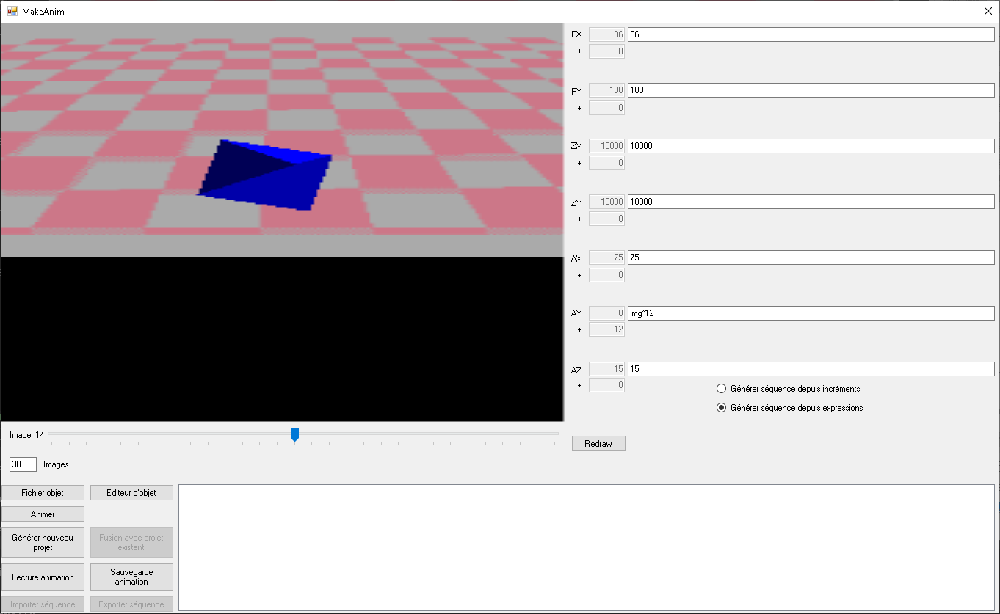 MakeAnim
PX 96 96
+ 0
PY 100 100
+ 0
ZX 10000 10000
+ 0
ZY 10000 10000
+ 0
AX 75 75
+ 0
AY 0 img*12
+ 12
AZ 15 15
+ 0
Générer séquence depuis incréments
Générer séquence depuis expressions
Image 14
Redraw
30 Images
Fichier objet
Editeur d'objet
Animer
Générer nouveau
projet
Fusion avec projet
existant
Lecture animation
Sauvegarde
animation
Importer séquence
Exporter séquence